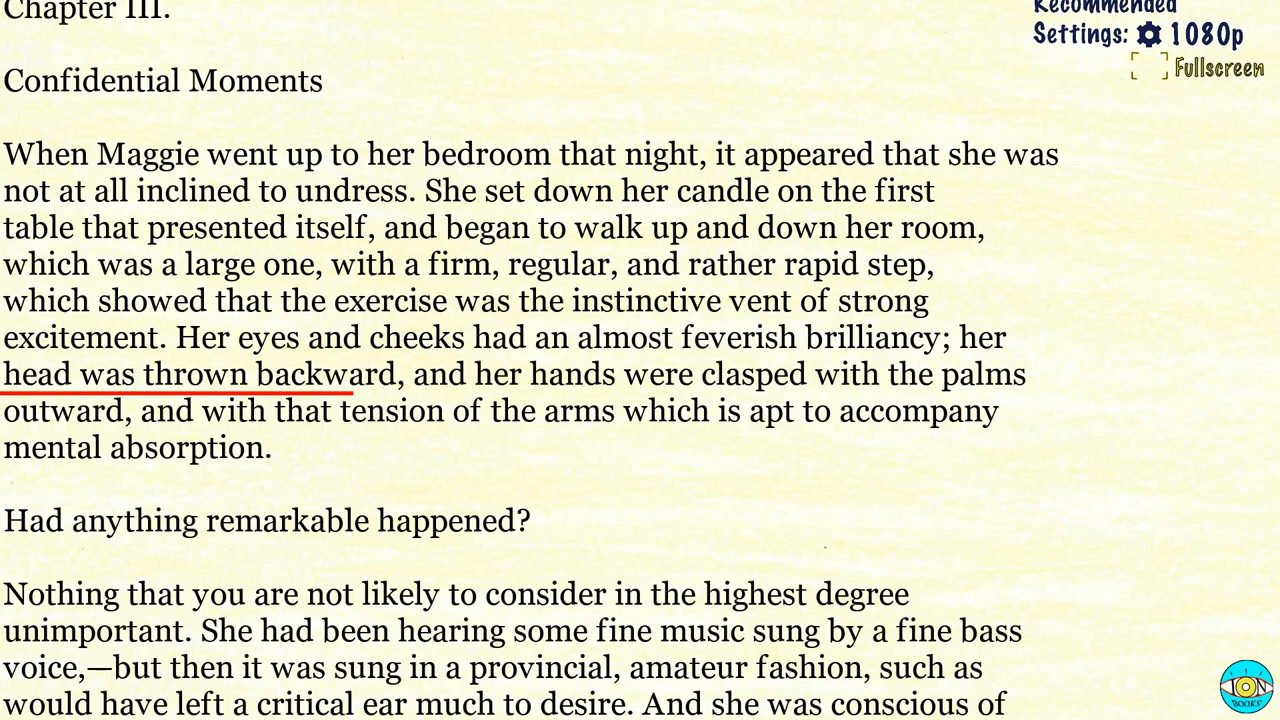 Chapter III.
Recommended
Settings: 1080p
Fullscreen
Confidential Moments
When Maggie went up to her bedroom that night, it appeared that she was
not at all inclined to undress. She set down her candle on the first
table that presented itself, and began to walk up and down her room,
which was a large one, with a firm, regular, and rather rapid step,
which showed that the exercise was the instinctive vent of strong
excitement. Her eyes and cheeks had an almost feverish brilliancy; her
head was thrown backward, and her hands were clasped with the palms
outward, and with that tension of the arms which is apt to accompany
mental absorption.
Had anything remarkable happened?
Nothing that you are not likely to consider in the highest degree
unimportant. She had been hearing some fine music sung by a fine bass
voice,—but then it was sung in a provincial, amateur fashion, such as
would have left a critical ear much to desire. And she was conscious of
ION
BOOKS